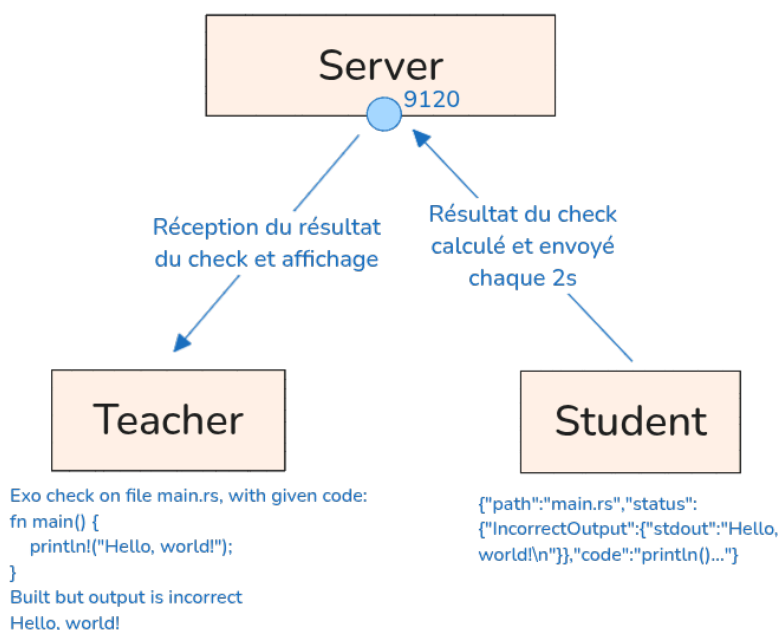 Server
9120
Réception du résultat
du check et affichage
Résultat du check
calculé et envoyé
chaque 2s
Teacher
Student
Exo check on file main.rs, with given code:
fn main() {
    println!("Hello, world!");
}
Built but output is incorrect
Hello, world!
{"path":"main.rs","status":
{"IncorrectOutput":{"stdout":"Hello,
world!\n"}},"code":"println()..."}